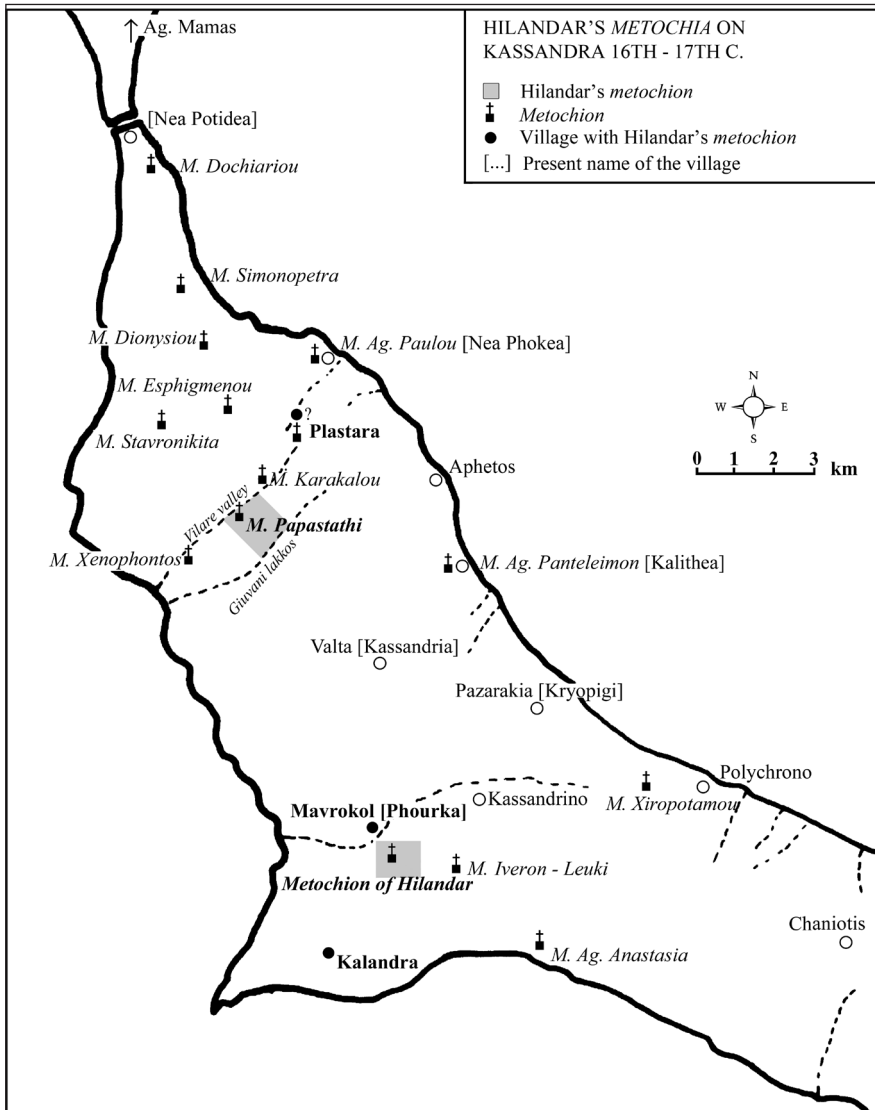 Ag. Mamas
HILANDAR'S METOCHIA ON
KASSANDRA 16TH - 17TH C.
Hilandar's metochion
Metochion
Village with Hilandar's metochion
[...] Present name of the village
[Nea Potidea]
M. Dochiariou
M. Simonopetra
M. Dionysiou
M. Ag. Paulou [Nea Phokea]
M. Esphigmenou
?
Plastara
M. Stavronikita
N
W E
S
0 1 2 3 km
M. Karakalou
Aphetos
Vilare valley
M. Papastathi
M. Xenophontos
Giuvani lakkos
M. Ag. Panteleimon [Kalithea]
Valta [Kassandria]
Pazarakia [Kryopigi]
Polychrono
Kassandrino
M. Xiropotamou
Mavrokol [Phourka]
M. Iveron - Leuki
Metochion of Hilandar
Chaniotis
Kalandra
M. Ag. Anastasia